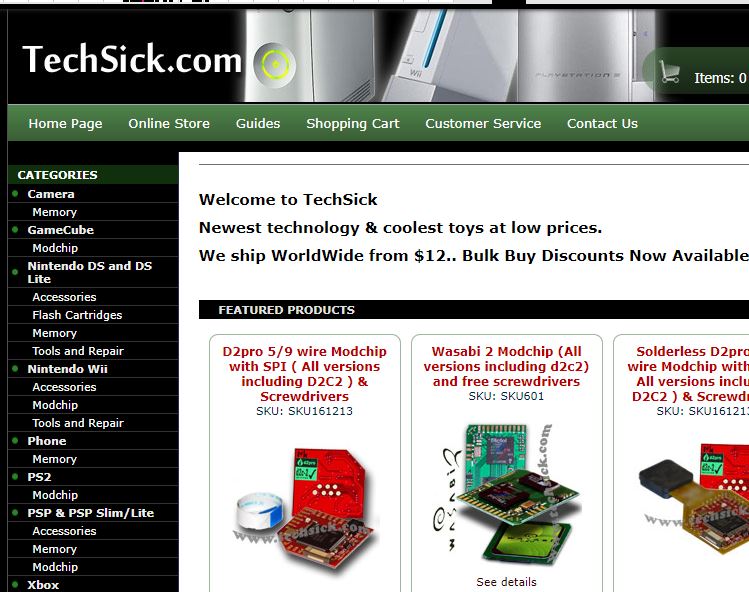 TechSick.com
Wii
PLAYSTATION 3
Items: 0
Home Page Online Store Guides Shopping Cart Customer Service Contact Us
CATEGORIES
Camera
Memory
GameCube
Modchip
Nintendo DS and DS
Lite
Accessories
Flash Cartridges
Memory
Tools and Repair
Nintendo Wii
Accessories
Modchip
Tools and Repair
Phone
Memory
PS2
Modchip
PSP & PSP Slim/Lite
Accessories
Memory
Modchip
Xbox
Welcome to TechSick
Newest technology & coolest toys at low prices.
We ship WorldWide from $12.. Bulk Buy Discounts Now Available
FEATURED PRODUCTS
D2pro 5/9 wire Modchip
with SPI ( All versions
including D2C2 ) &
Screwdrivers
SKU: SKU161213
www.techsick.com
Wasabi 2 Modchip (All
versions including d2c2)
and free screwdrivers
SKU: SKU601
See details
Solderless D2pro
wire Modchip with
All versions inclu
D2C2 ) & Screwd
SKU: SKU161213
www.techsick.co